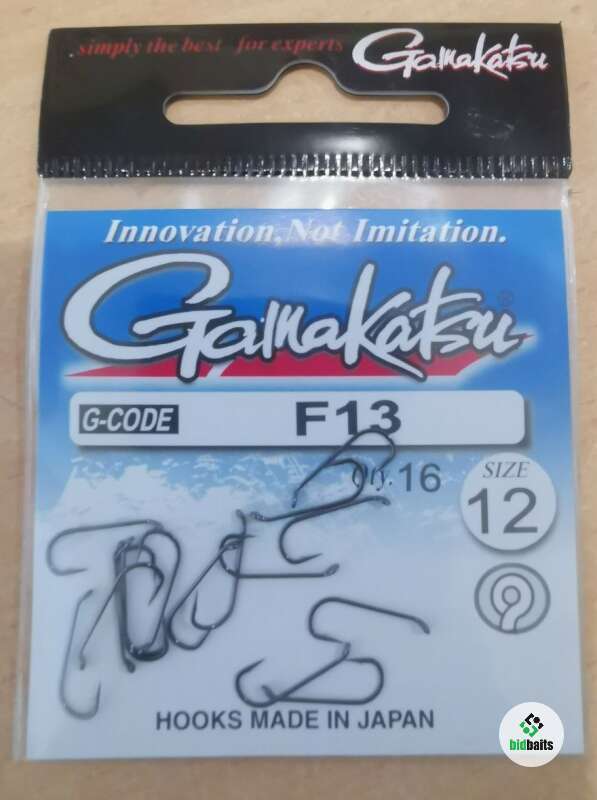 simply the best for experts Gamakatsu
Innovation, Not Imitation.
Gamakatsu®
G-CODE F13
16
SIZE
12
HOOKS MADE IN JAPAN
bidbaits